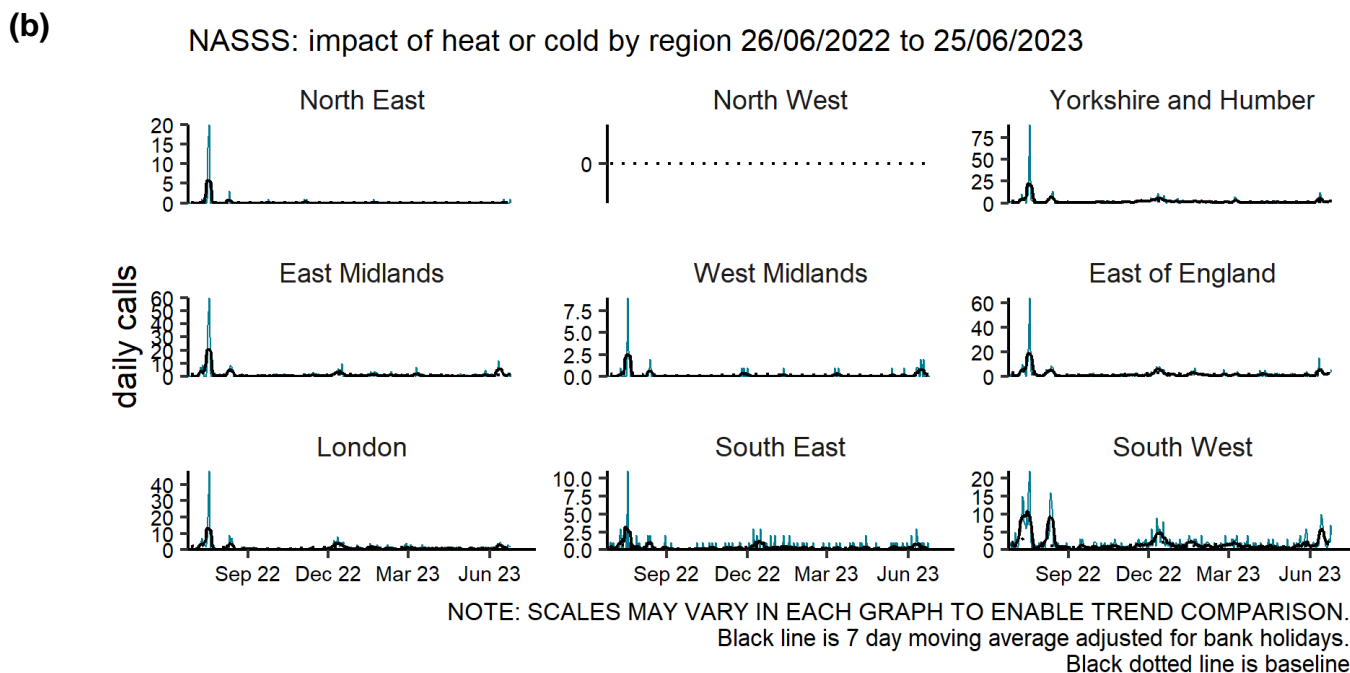 (b)
NASSS: impact of heat or cold by region 26/06/2022 to 25/06/2023
North East
North West
Yorkshire and Humber
20
15
10
5
0
0
75
50
25
0
daily calls
East Midlands
West Midlands
East of England
60
50
40
30
20
10
0
7.5
5.0
2.5
0.0
60
40
20
0
London
South East
South West
40
30
20
10
0
10.0
7.5
5.0
2.5
0.0
20
15
10
5
0
Sep 22 Dec 22 Mar 23 Jun 23
Sep 22 Dec 22 Mar 23 Jun 23
Sep 22 Dec 22 Mar 23 Jun 23
NOTE: SCALES MAY VARY IN EACH GRAPH TO ENABLE TREND COMPARISON.
Black line is 7 day moving average adjusted for bank holidays.
Black dotted line is baseline